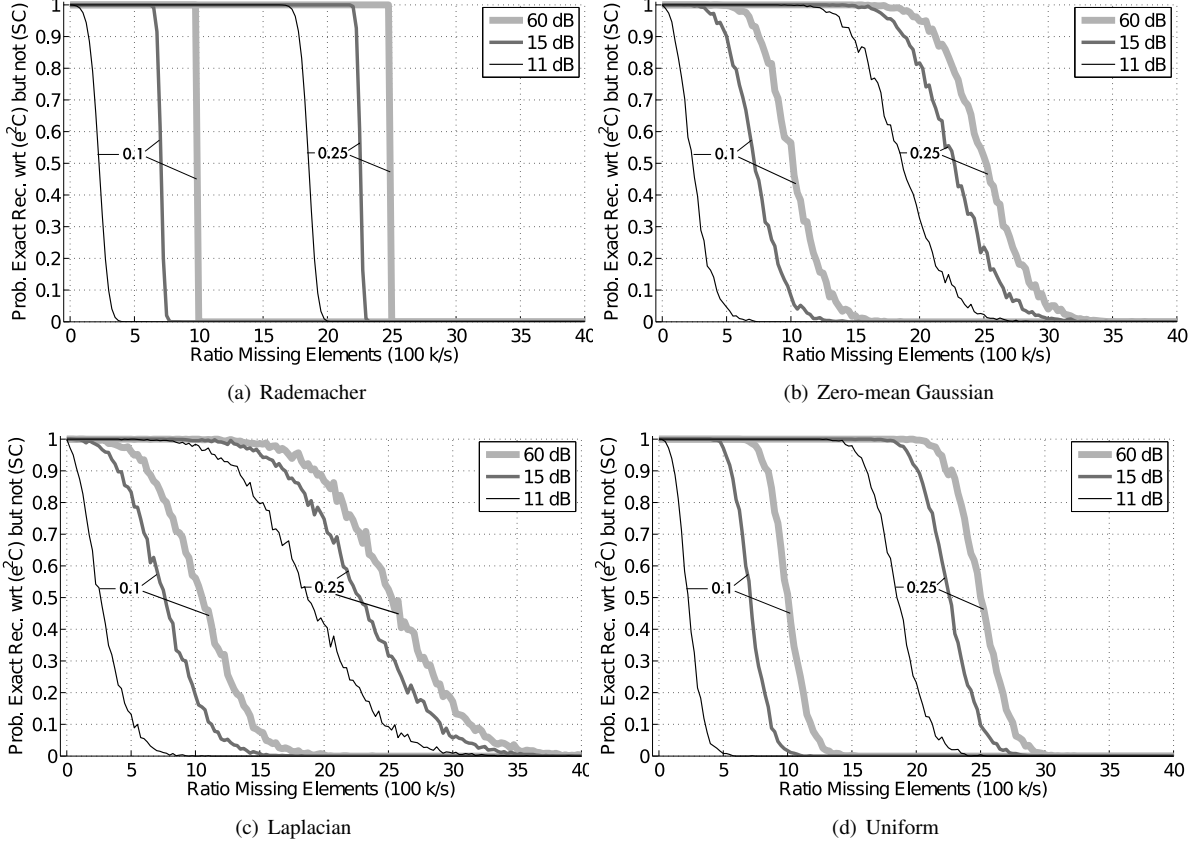 Prob. Exact Rec. wrt (e²C) but not (SC)
1
0.9
0.8
0.7
0.6
0.5
0.4
0.3
0.2
0.1
0
60 dB
15 dB
11 dB
0.1
0.25
0 5 10 15 20 25 30 35 40
Ratio Missing Elements (100 k/s)
(a) Rademacher
Prob. Exact Rec. wrt (e²C) but not (SC)
1
0.9
0.8
0.7
0.6
0.5
0.4
0.3
0.2
0.1
0
60 dB
15 dB
11 dB
0.1
0.25
0 5 10 15 20 25 30 35 40
Ratio Missing Elements (100 k/s)
(b) Zero-mean Gaussian
Prob. Exact Rec. wrt (e²C) but not (SC)
1
0.9
0.8
0.7
0.6
0.5
0.4
0.3
0.2
0.1
0
60 dB
15 dB
11 dB
0.1
0.25
0 5 10 15 20 25 30 35 40
Ratio Missing Elements (100 k/s)
(c) Laplacian
Prob. Exact Rec. wrt (e²C) but not (SC)
1
0.9
0.8
0.7
0.6
0.5
0.4
0.3
0.2
0.1
0
60 dB
15 dB
11 dB
0.1
0.25
0 5 10 15 20 25 30 35 40
Ratio Missing Elements (100 k/s)
(d) Uniform